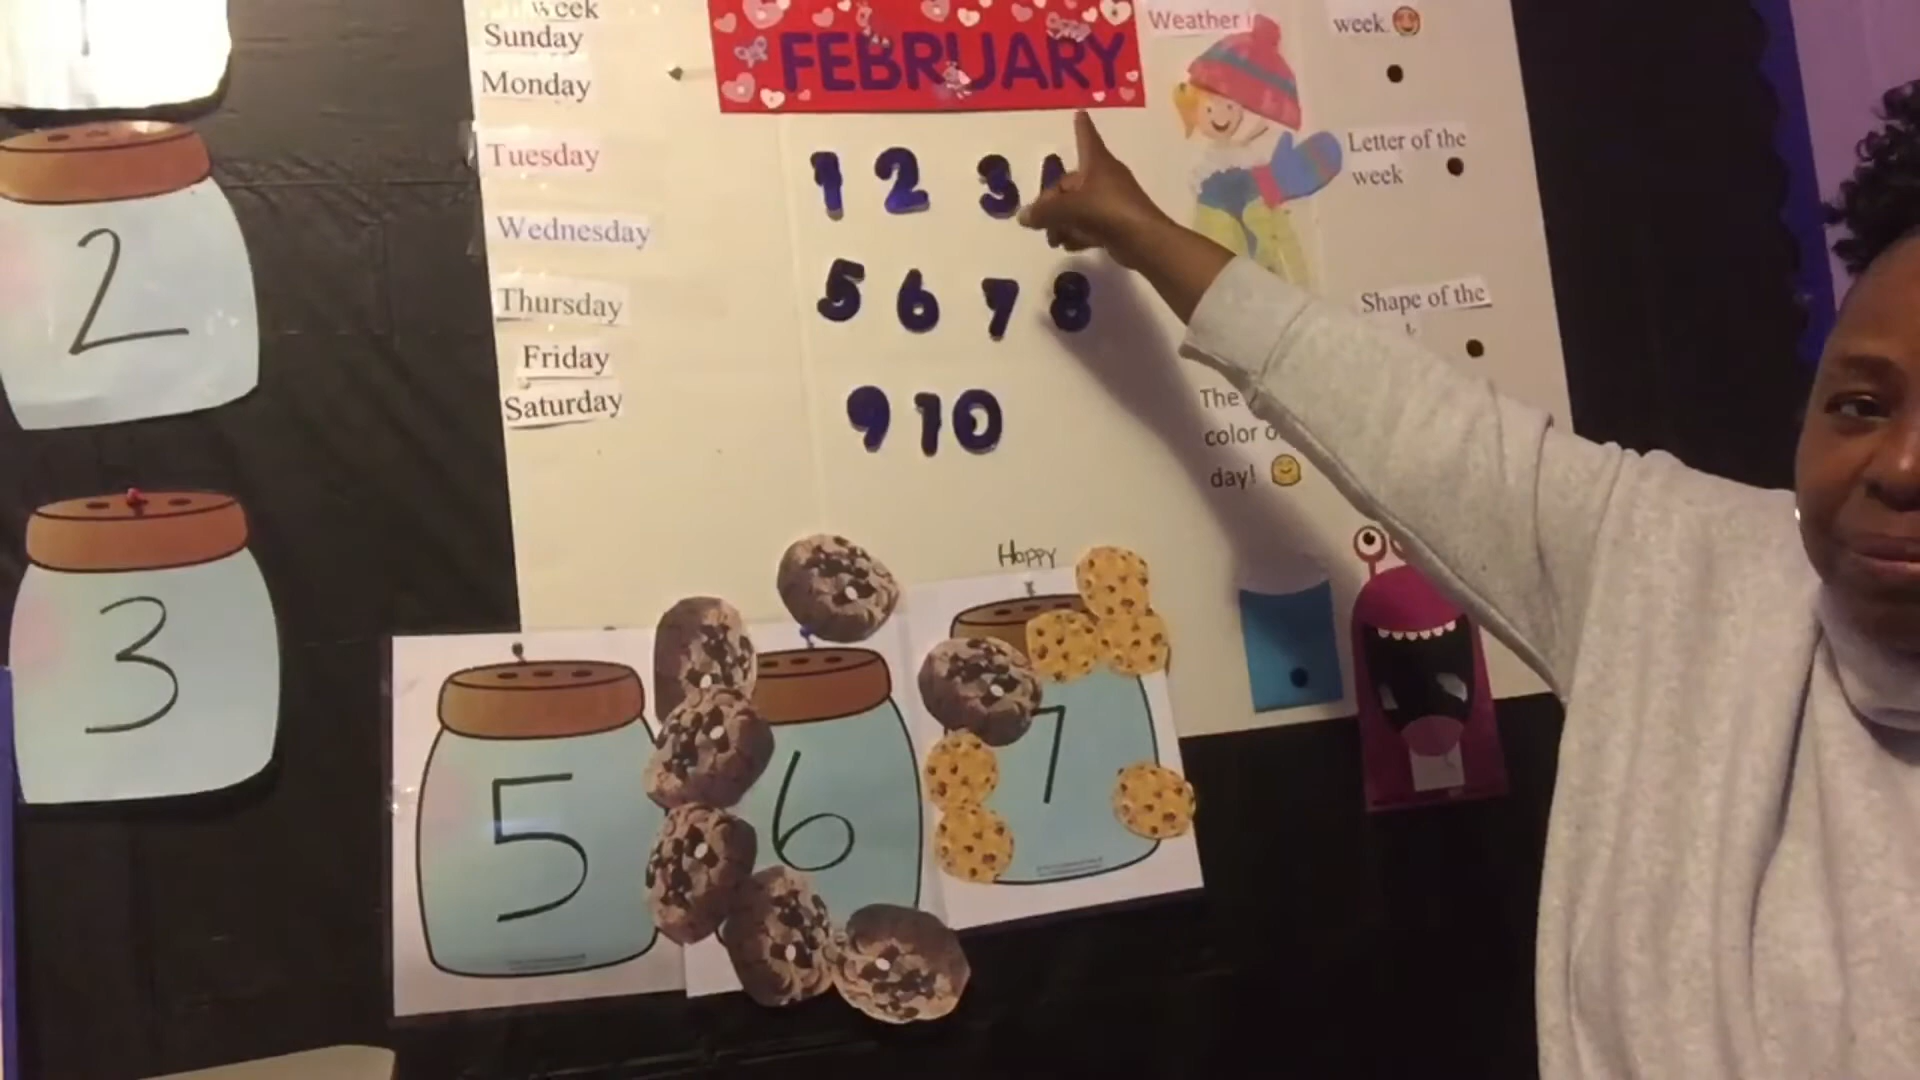 week
Sunday
Monday
Tuesday
Wednesday
Thursday
Friday
Saturday
FEBRUARY
1 2 3
5 6 7 8
9 10
Weather
week.
Letter of the
week
Shape of the
The
color
day!
Happy
2
3
5
6
7